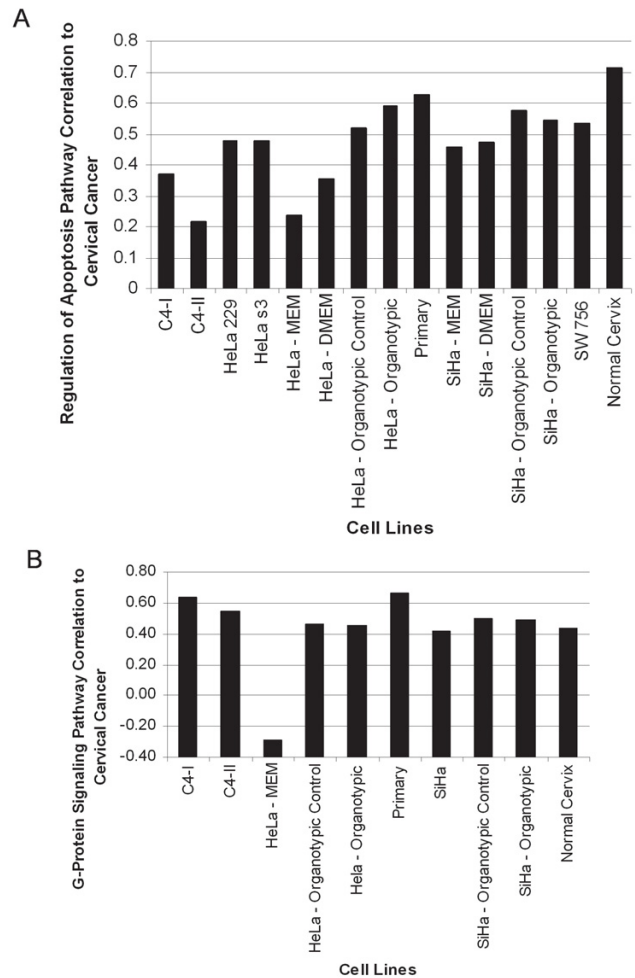 A
Regulation of Apoptosis Pathway Correlation to
Cervical Cancer
0.8
0.7
0.6
0.5
0.4
0.3
0.2
0.1
0
C4-I
C4-II
HeLa 229
HeLa s3
HeLa - MEM
HeLa - DMEM
HeLa - Organotypic Control
HeLa - Organotypic
Primary
SiHa - MEM
SiHa - DMEM
SiHa - Organotypic Control
SiHa - Organotypic
SW 756
Normal Cervix
Cell Lines
B
G-Protein Signaling Pathway Correlation to
Cervical Cancer
0.80
0.60
0.40
0.20
0.00
-0.20
-0.40
C4-I
C4-II
HeLa - MEM
HeLa - Organotypic Control
Hela - Organotypic
Primary
SiHa
SiHa - Organotypic Control
SiHa - Organotypic
Normal Cervix
Cell Lines